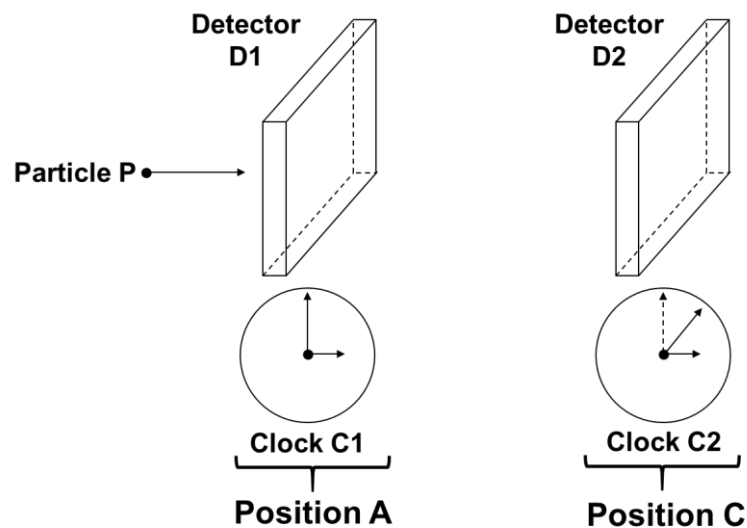 Detector
D1
Detector
D2
Particle P
Clock C1
Clock C2
Position A
Position C